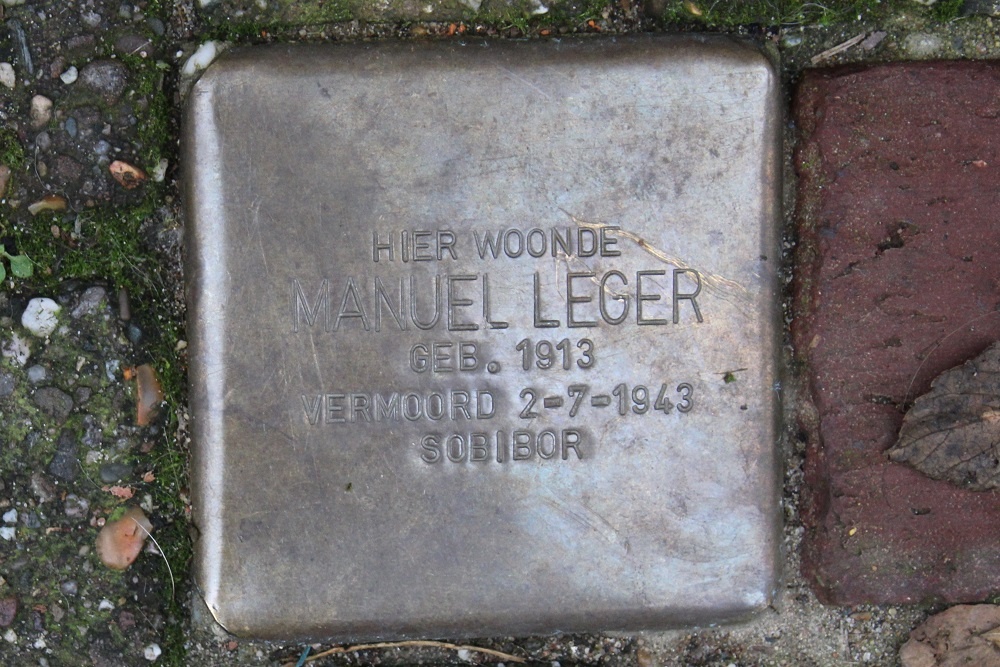 HIER WOONDE
MANUEL LEGER
GEB. 1913
VERMOORD 2-7-1943
SOBIBOR